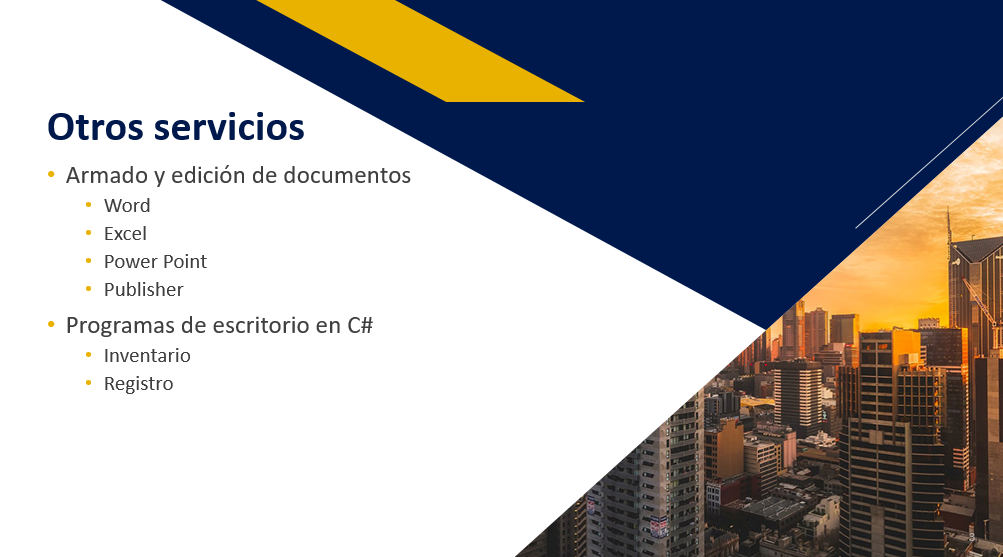 Otros servicios
• Armado y edición de documentos
• Word
• Excel
• Power Point
• Publisher
• Programas de escritorio en C#
• Inventario
• Registro